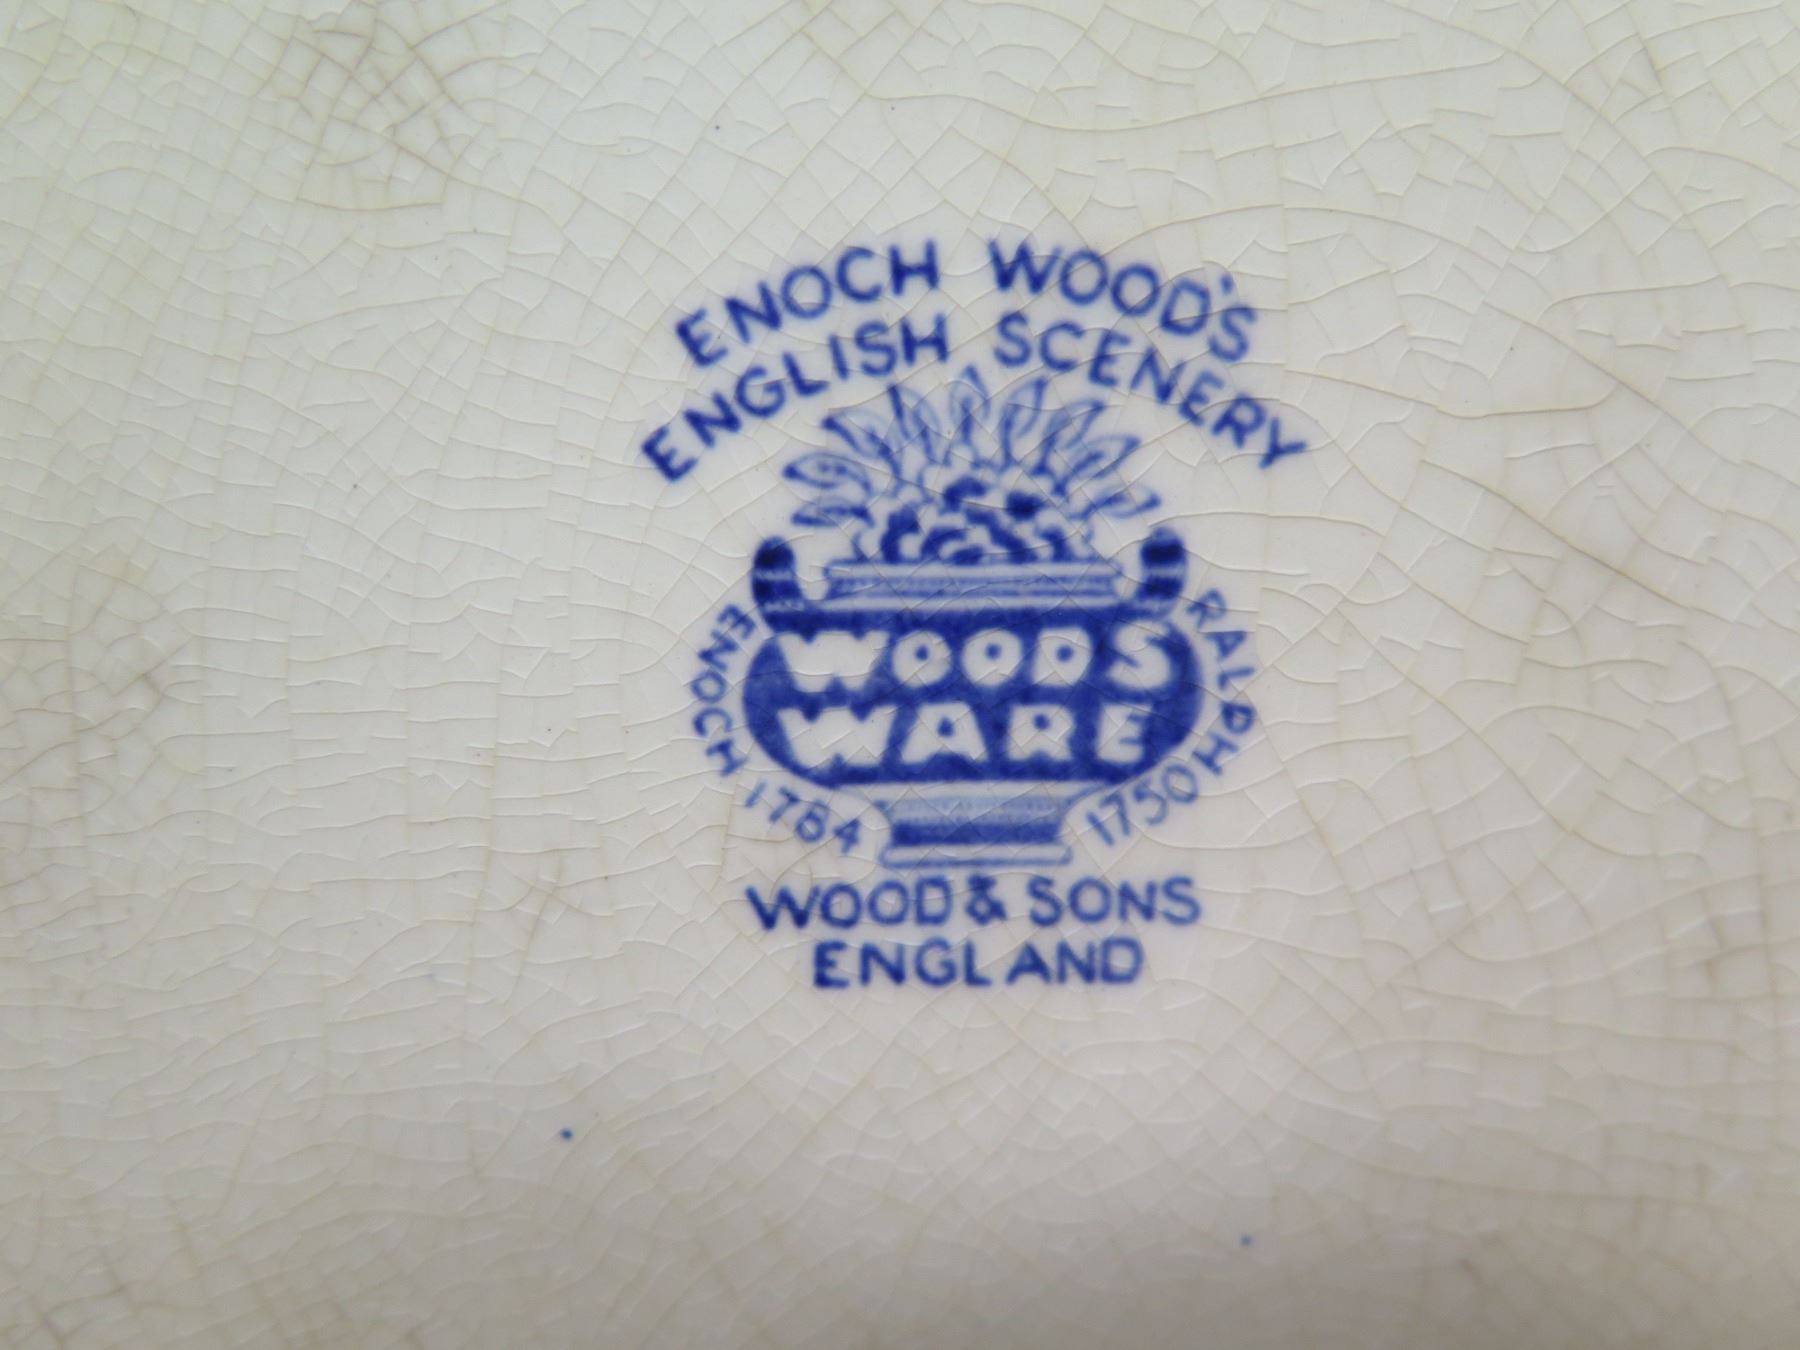 ENOCH WOOD'S
ENGLISH SCENERY
WOODS
WARE
ENOCH 1784
RALPH 1750
WOOD & SONS
ENGLAND